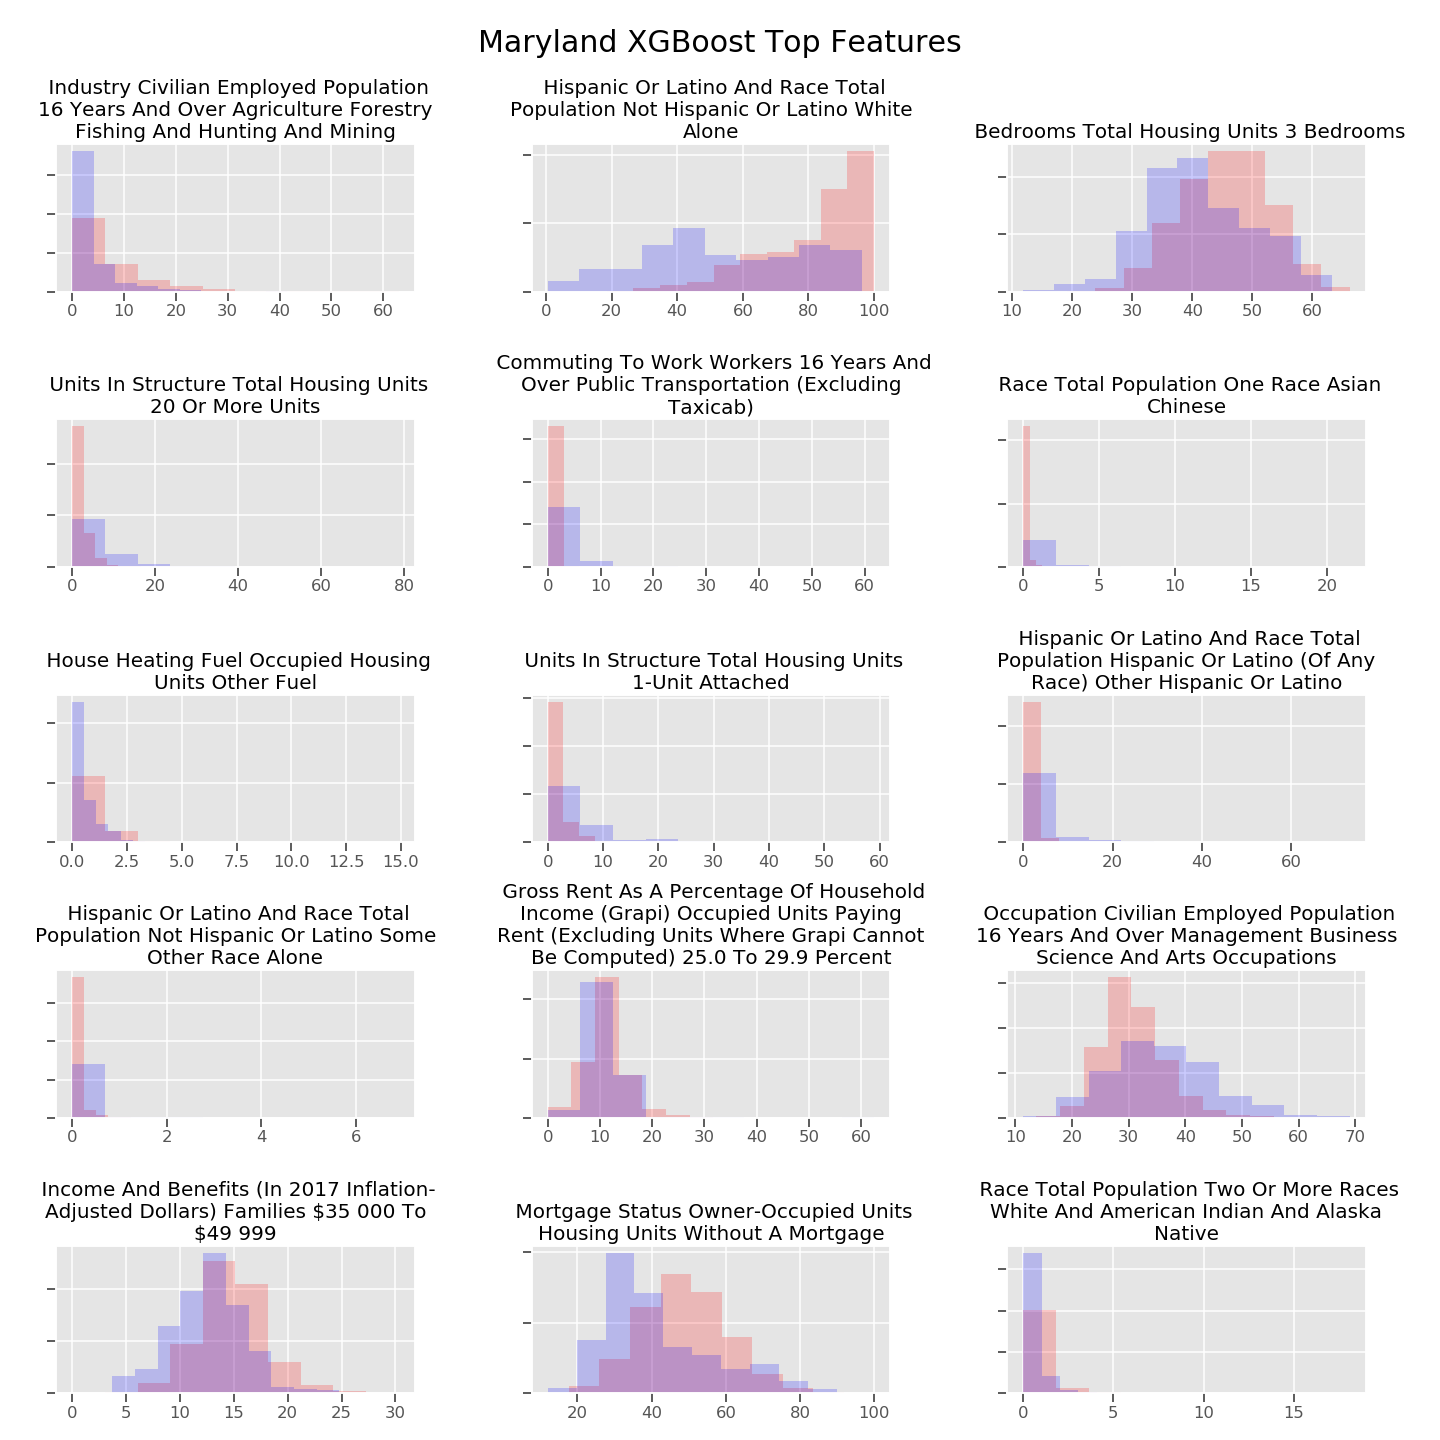 Maryland XGBoost Top Features
Industry Civilian Employed Population
16 Years And Over Agriculture Forestry
Fishing And Hunting And Mining
0 10 20 30 40 50 60
Hispanic Or Latino And Race Total
Population Not Hispanic Or Latino White
Alone
0 20 40 60 80 100
Bedrooms Total Housing Units 3 Bedrooms
10 20 30 40 50 60
Units In Structure Total Housing Units
20 Or More Units
0 20 40 60 80
Commuting To Work Workers 16 Years And
Over Public Transportation (Excluding
Taxicab)
0 10 20 30 40 50 60
Race Total Population One Race Asian
Chinese
0 5 10 15 20
House Heating Fuel Occupied Housing
Units Other Fuel
0.0 2.5 5.0 7.5 10.0 12.5 15.0
Units In Structure Total Housing Units
1-Unit Attached
0 10 20 30 40 50 60
Hispanic Or Latino And Race Total
Population Hispanic Or Latino (Of Any
Race) Other Hispanic Or Latino
0 20 40 60
Hispanic Or Latino And Race Total
Population Not Hispanic Or Latino Some
Other Race Alone
0 2 4 6
Gross Rent As A Percentage Of Household
Income (Grapi) Occupied Units Paying
Rent (Excluding Units Where Grapi Cannot
Be Computed) 25.0 To 29.9 Percent
0 10 20 30 40 50 60
Occupation Civilian Employed Population
16 Years And Over Management Business
Science And Arts Occupations
10 20 30 40 50 60 70
Income And Benefits (In 2017 Inflation-
Adjusted Dollars) Families $35 000 To
$49 999
0 5 10 15 20 25 30
Mortgage Status Owner-Occupied Units
Housing Units Without A Mortgage
20 40 60 80 100
Race Total Population Two Or More Races
White And American Indian And Alaska
Native
0 5 10 15